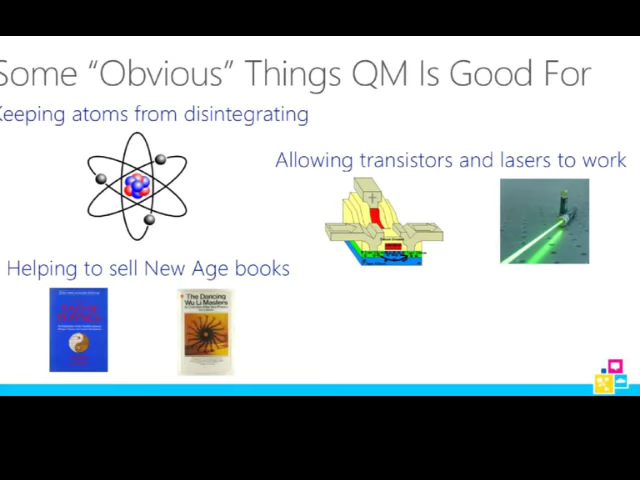 Some “Obvious” Things QM Is Good For
Keeping atoms from disintegrating
Allowing transistors and lasers to work
Helping to sell New Age books
The Dancing
Wu Li Masters